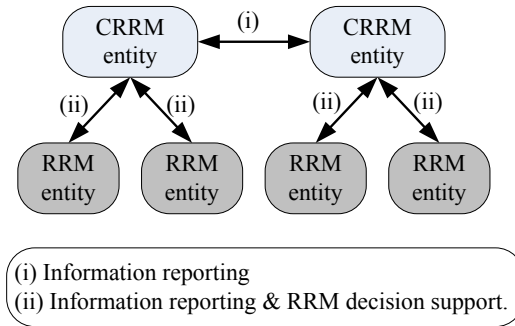 CRRM
entity
(i)
CRRM
entity
(ii)
(ii)
(ii)
(ii)
RRM
entity
RRM
entity
RRM
entity
RRM
entity
(i) Information reporting
(ii) Information reporting & RRM decision support.